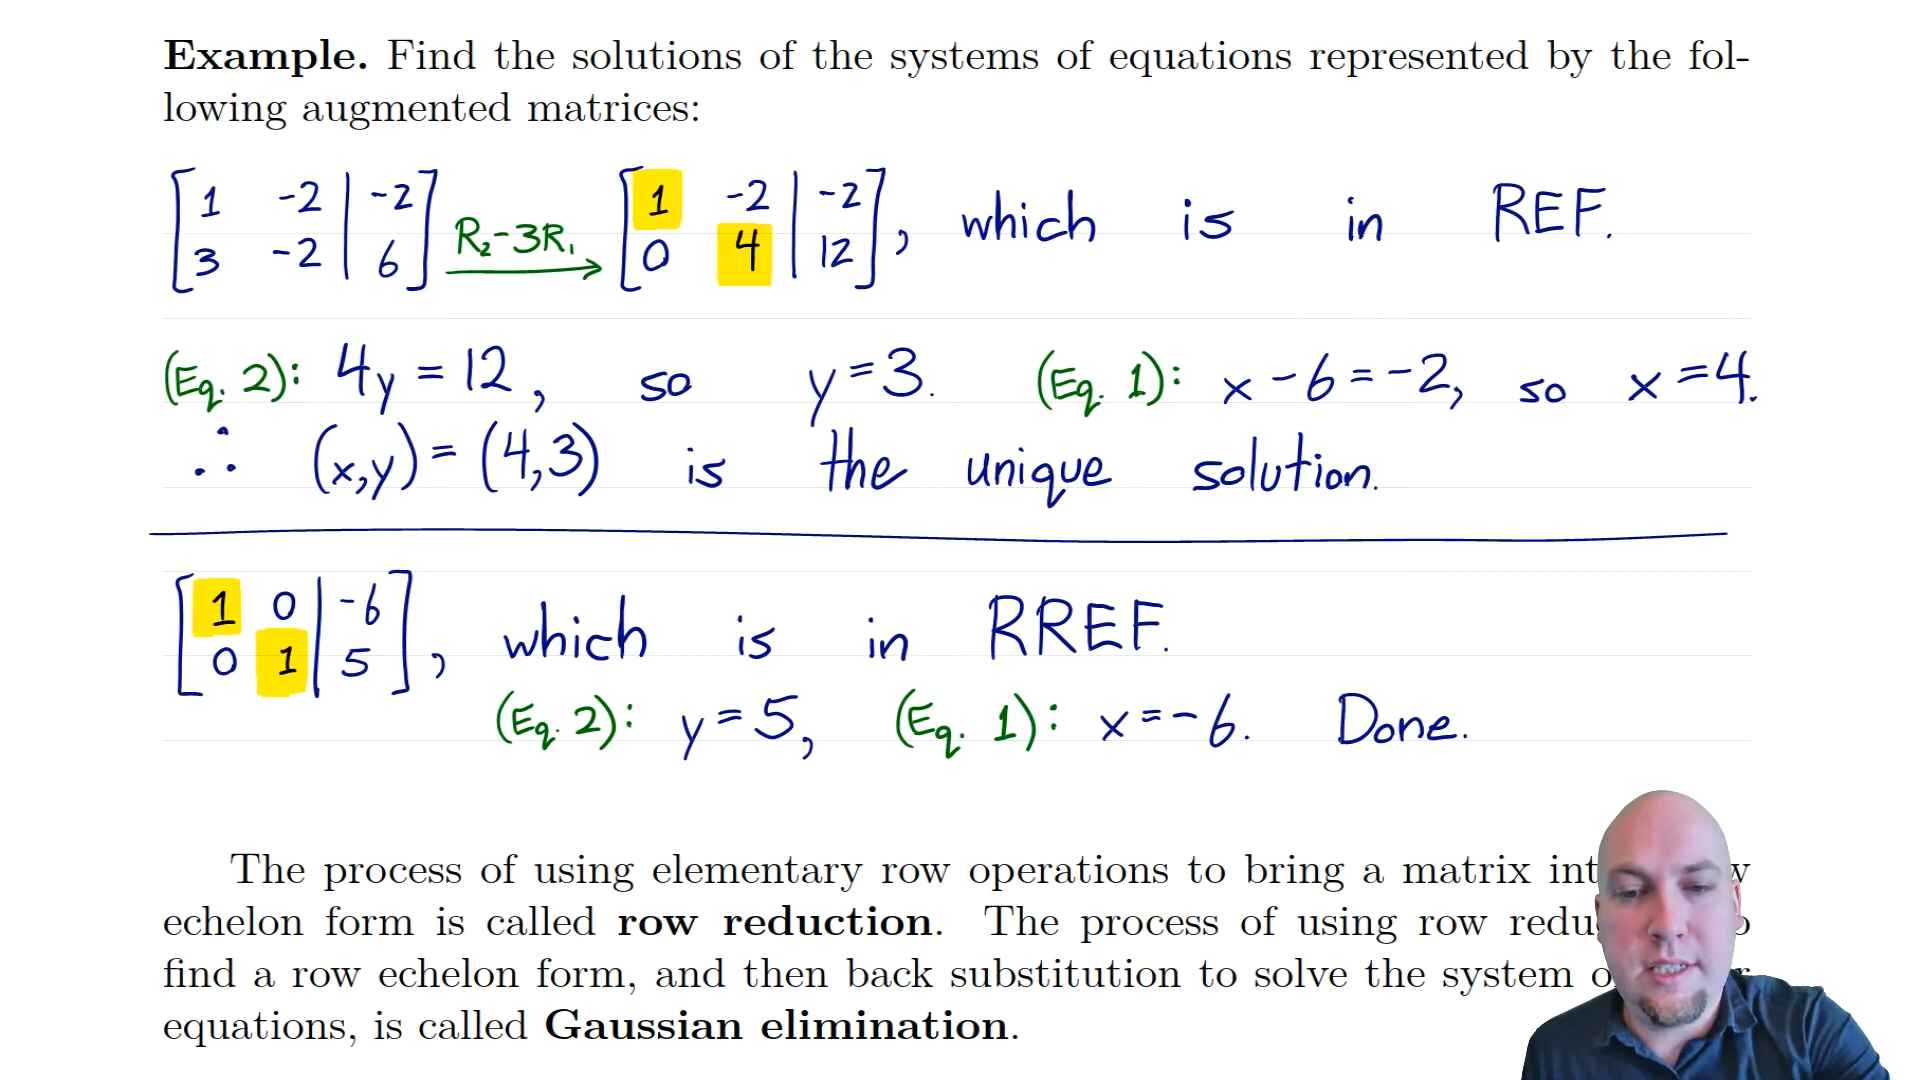 Example. Find the solutions of the systems of equations represented by the fol-
lowing augmented matrices:
[1 -2 | -2; 3 -2 | 6] R₂-3R₁ → [1 -2 | -2; 0 4 | 12], which is in REF.
(Eq. 2): 4y = 12, so y = 3. (Eq. 1): x - 6 = -2, so x = 4.
∴ (x,y) = (4,3) is the unique solution.
[1 0 | -6; 0 1 | 5], which is in RREF.
(Eq. 2): y = 5, (Eq. 1): x = -6. Done.
The process of using elementary row operations to bring a matrix
echelon form is called row reduction. The process of using row
find a row echelon form, and then back substitution to solve the system
equations, is called Gaussian elimination.